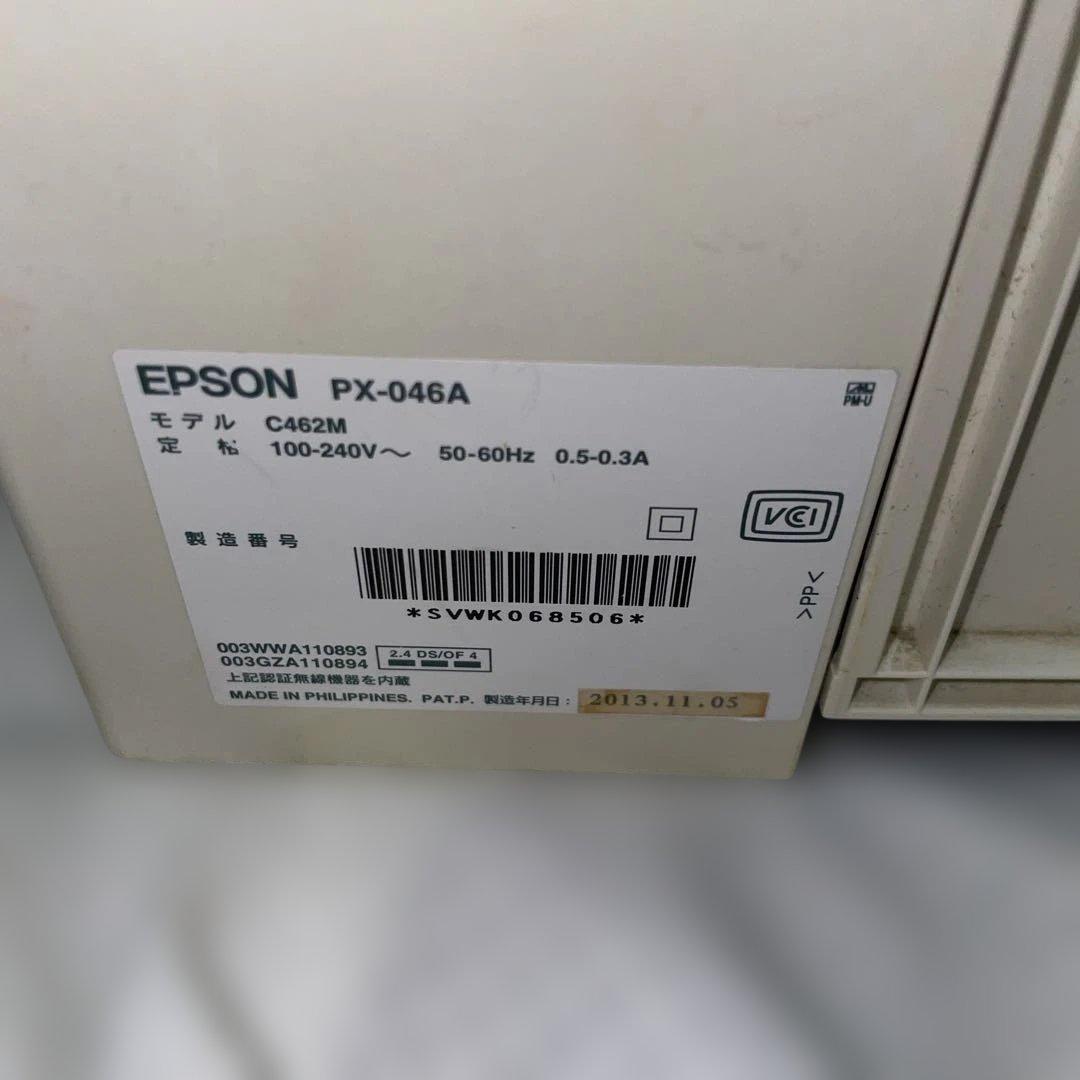 EPSON PX-046A
PM-U
モデル C462M
定 100-240V～ 50-60Hz 0.5-0.3A
VCI
製造番号
*SVWK068506*
>PP<
003WWA110893
003GZA110894
2.4 DS/OF 4
上記認証無線機器を内蔵
MADE IN PHILIPPINES. PAT.P. 製造年月日： 2013.11.05